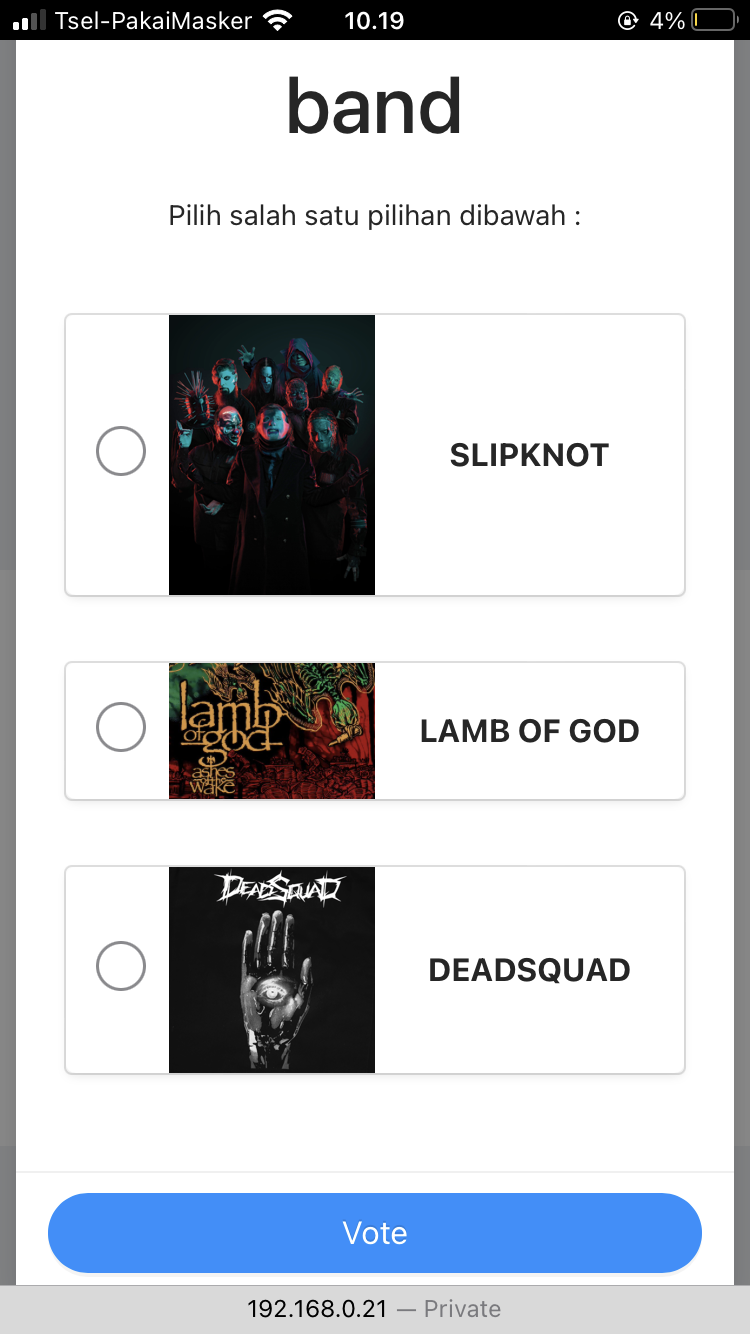 Tsel-PakaiMasker 10.19 4%
band
Pilih salah satu pilihan dibawah :
SLIPKNOT
lamb
of
god
ashes
of the
wake
LAMB OF GOD
DEADSQUAD
DEADSQUAD
Vote
192.168.0.21 — Private